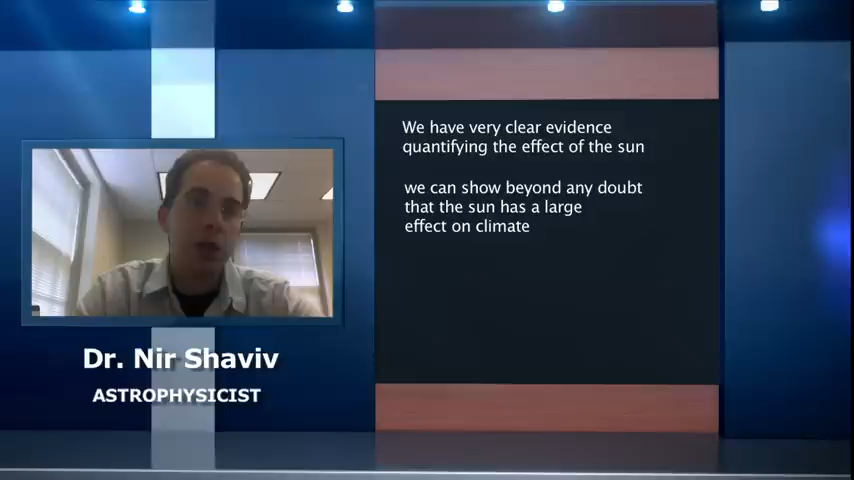 We have very clear evidence
quantifying the effect of the sun
we can show beyond any doubt
that the sun has a large
effect on climate
Dr. Nir Shaviv
ASTROPHYSICIST